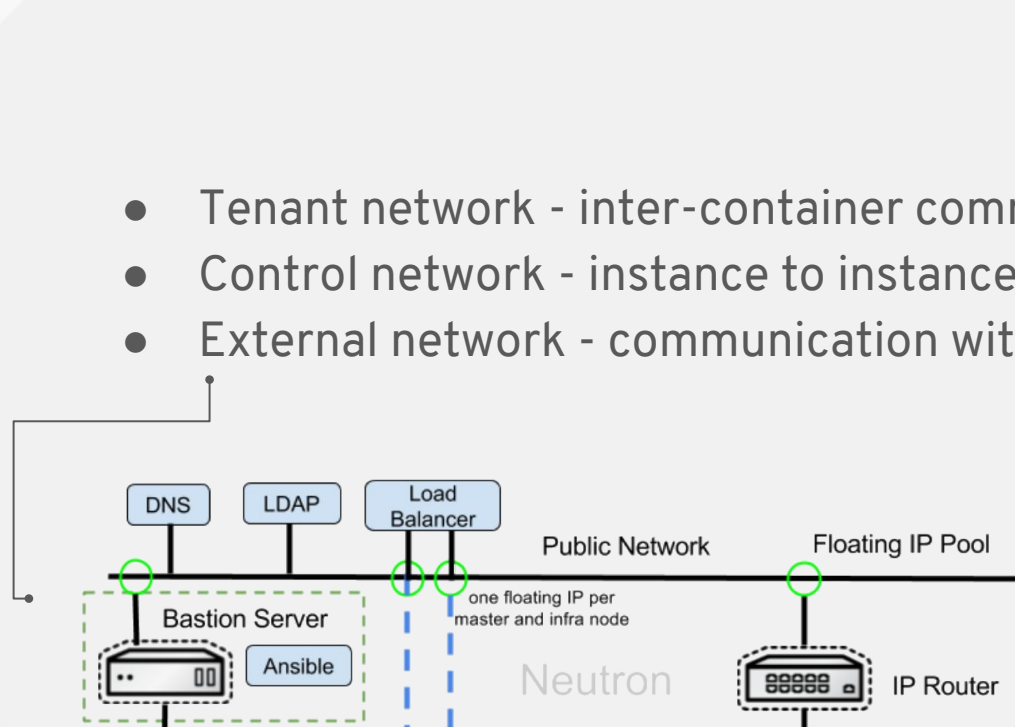 ● Tenant network - inter-container com
● Control network - instance to instance
● External network - communication wit
DNS
LDAP
Load
Balancer
Public Network
Floating IP Pool
one floating IP per
master and infra node
Bastion Server
Ansible
Neutron
IP Router